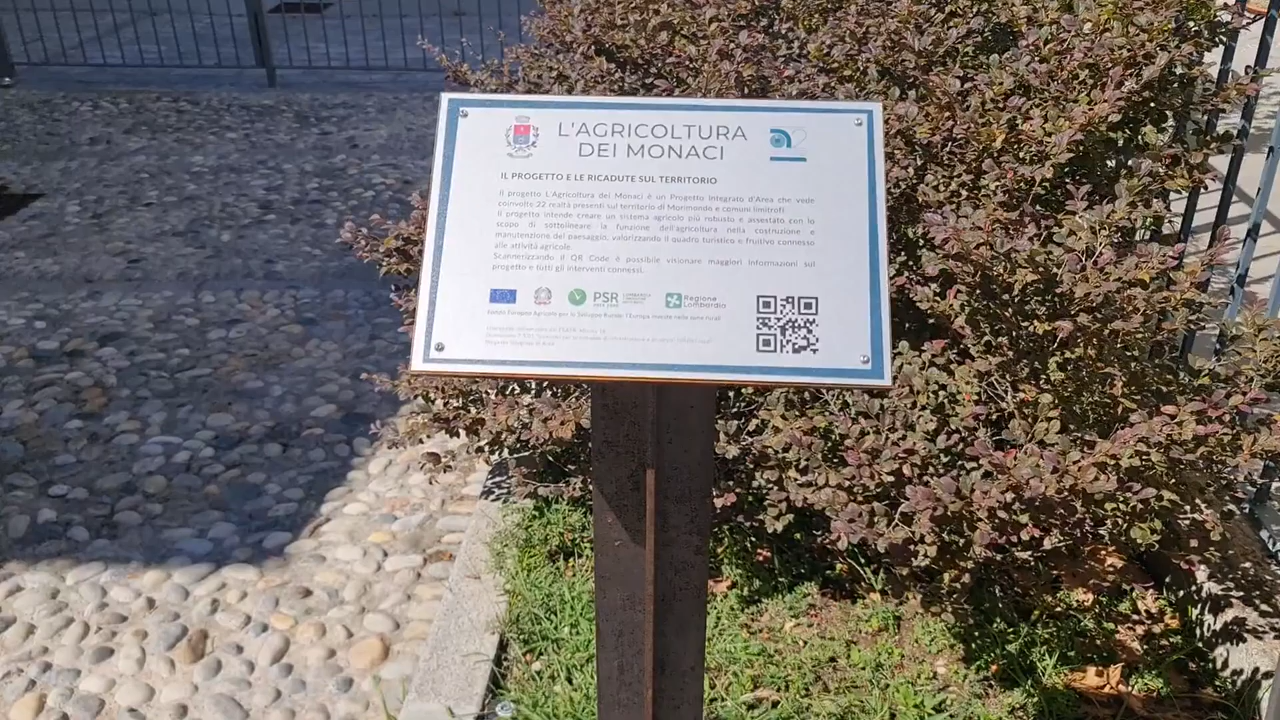 L'AGRICOLTURA
DEI MONACI
IL PROGETTO E LE RICADUTE SUL TERRITORIO
Il progetto L'Agricoltura dei Monaci è un Progetto Integrato d'Area che vede
coinvolte 22 realtà presenti sul territorio di Morimondo e comuni limitrofi.
Il progetto intende creare un sistema agricolo più robusto e assestato con lo
scopo di sottolineare la funzione dell'agricoltura nella costruzione e
manutenzione del paesaggio, valorizzando il quadro turistico e fruitivo connesso
alle attività agricole.
Scannerizzando il QR Code è possibile visionare maggiori informazioni sul
progetto e tutti gli interventi connessi.
PSR
LOMBARDIA
Regione
Lombardia
Fondo Europeo Agricolo per lo Sviluppo Rurale: l'Europa investe nelle zone rurali